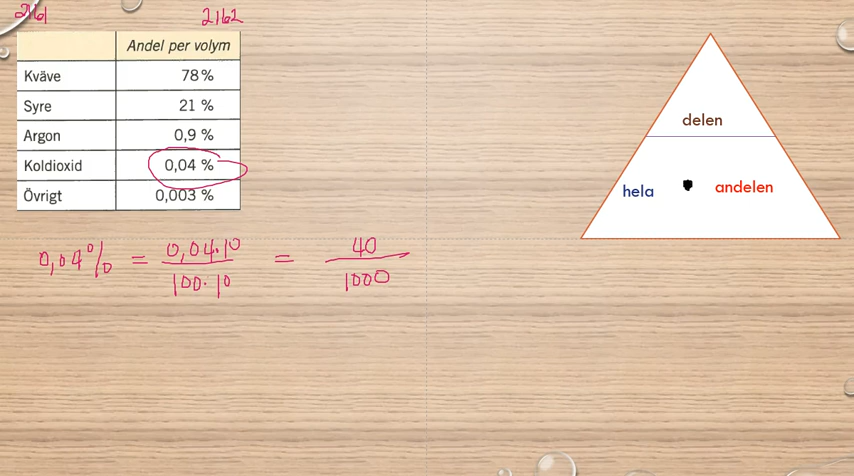 2161 2162
Andel per volym
Kväve 78 %
Syre 21 %
Argon 0,9 %
Koldioxid 0,04 %
Övrigt 0,003 %
0,04% = 0,04·10 / 100·10 = 40 / 1000
delen
hela · andelen